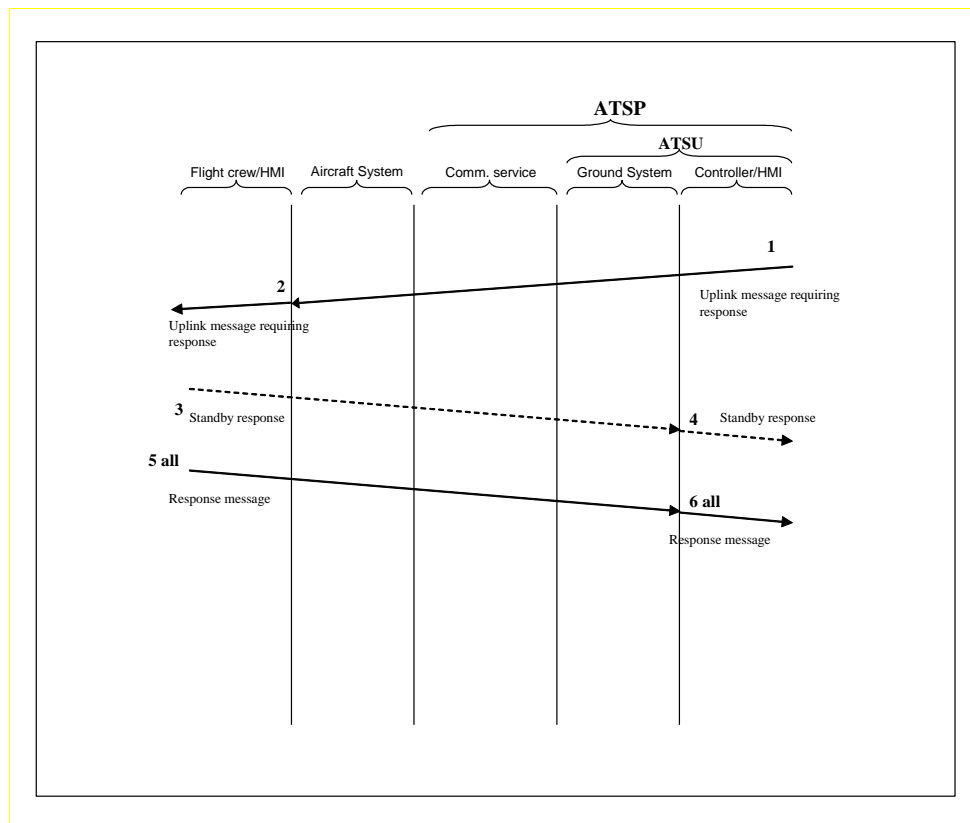 ATSP
ATSU
Flight crew/HMI Aircraft System Comm. service Ground System Controller/HMI
1
2
Uplink message requiring
response
Uplink message requiring
response
3 Standby response
4 Standby response
5 all
Response message
6 all
Response message